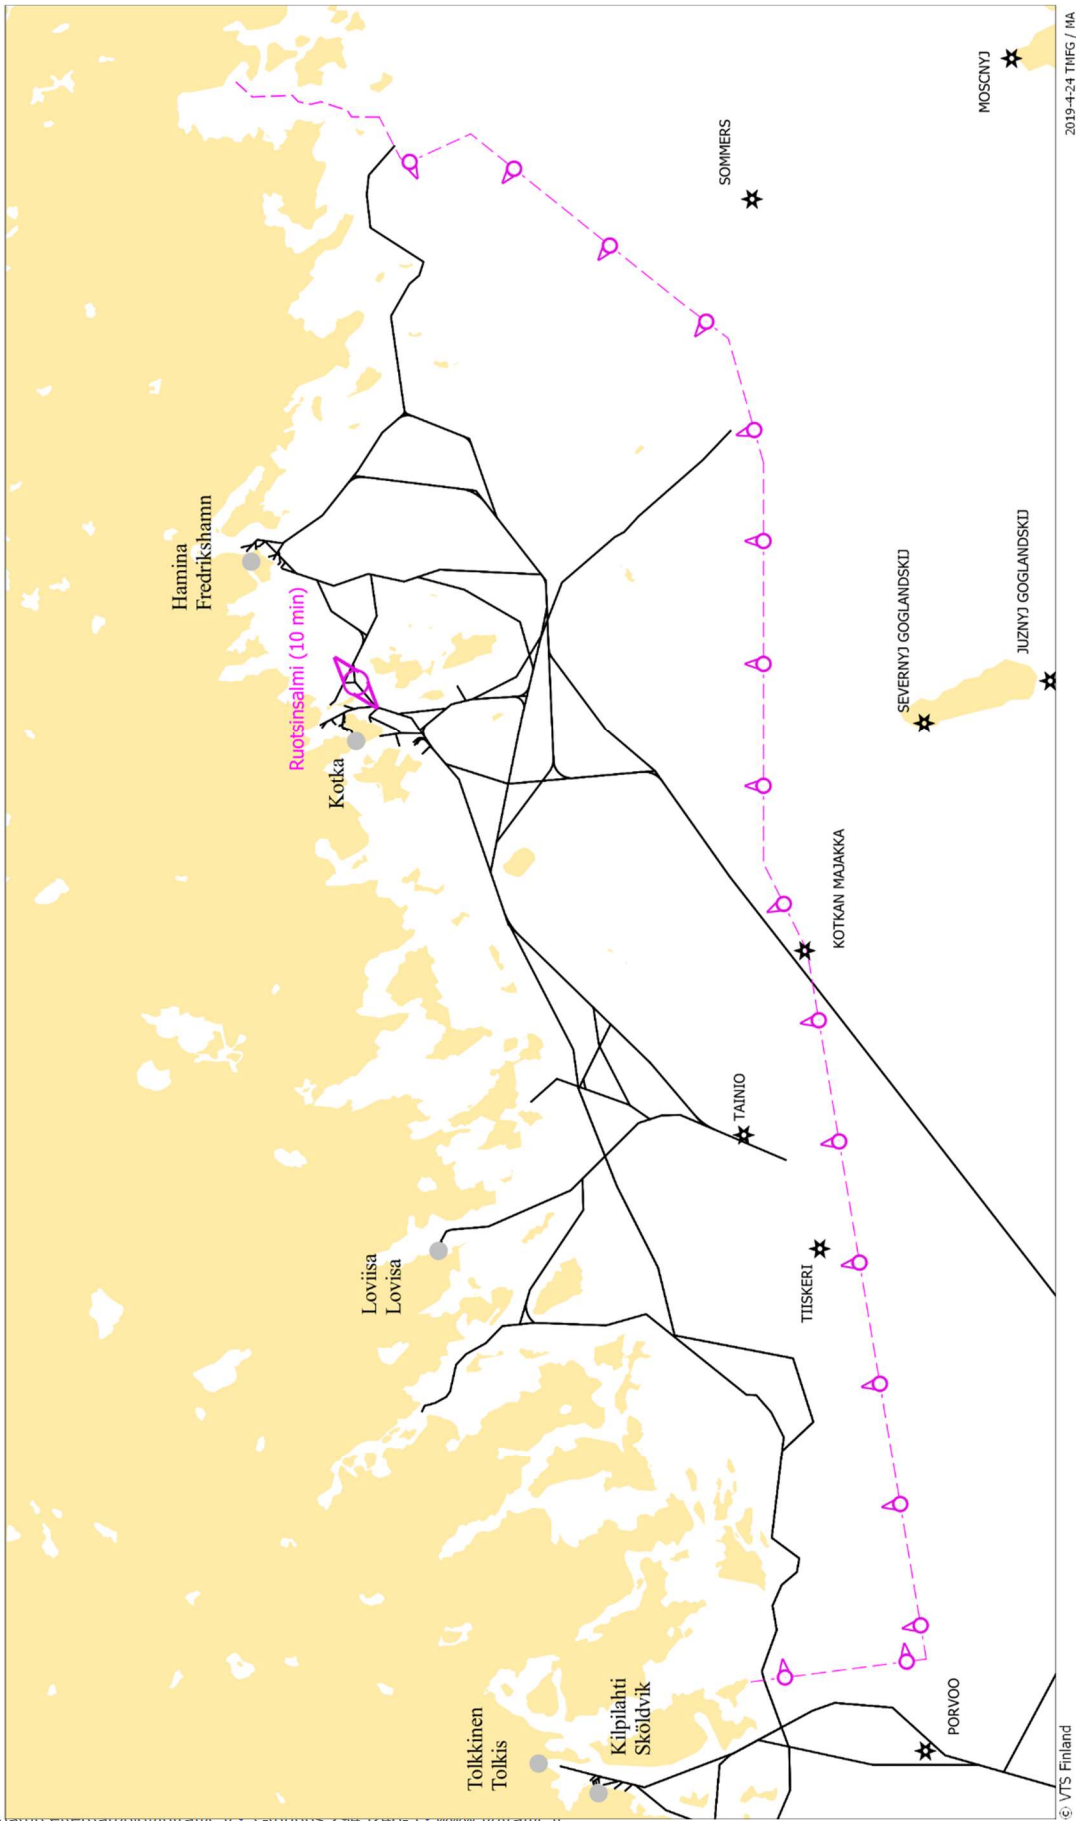 Hamina
Fredrikshamn
Ruotsinsalmi (10 min)
Kotka
Loviisa
Lovisa
Tolkkinen
Tolkis
Kilpilahti
Sköldvik
MOSCNYJ
SOMMERS
SEVERNYJ GOGLANDSKIJ
JUZNYJ GOGLANDSKIJ
KOTKAN MAJAKKA
TAINIO
TIISKERI
PORVOO
© VTS Finland
2019-4-24 TMFG / MA